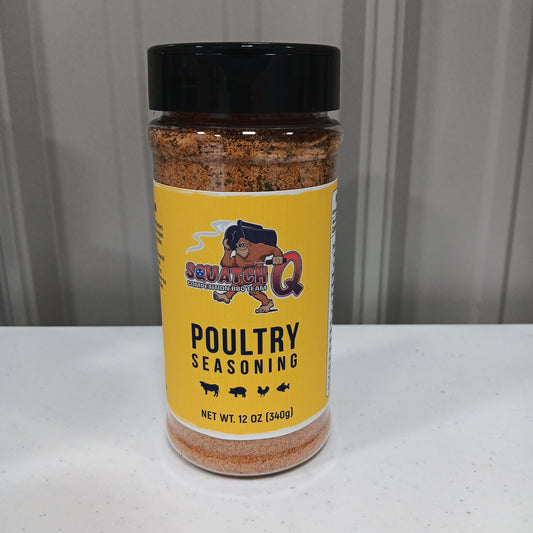 SQUATCH Q
COMPETITION BBQ TEAM
POULTRY
SEASONING
NET WT. 12 OZ (340g)